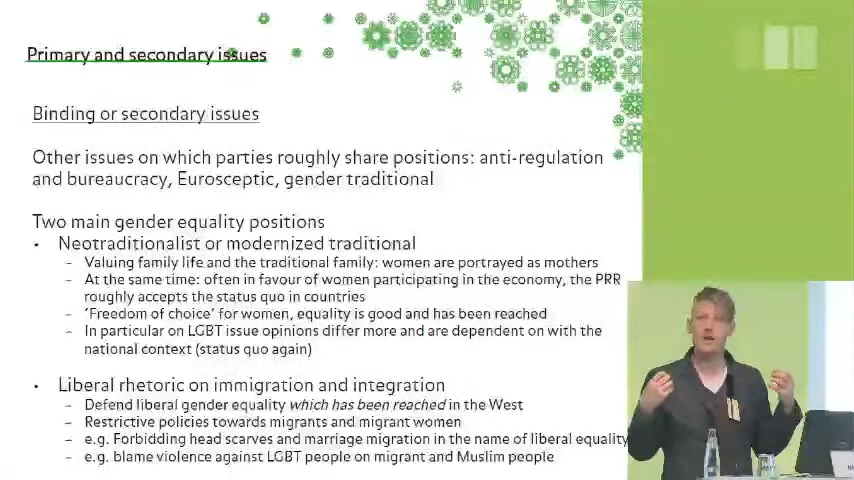 Primary and secondary issues
Binding or secondary issues
Other issues on which parties roughly share positions: anti-regulation
and bureaucracy, Eurosceptic, gender traditional
Two main gender equality positions
• Neotraditionalist or modernized traditional
– Valuing family life and the traditional family: women are portrayed as mothers
– At the same time: often in favour of women participating in the economy, the PRR
roughly accepts the status quo in countries
– 'Freedom of choice' for women, equality is good and has been reached
– In particular on LGBT issue opinions differ more and are dependent on with the
national context (status quo again)
• Liberal rhetoric on immigration and integration
– Defend liberal gender equality which has been reached in the West
– Restrictive policies towards migrants and migrant women
– e.g. Forbidding head scarves and marriage migration in the name of liberal equality
– e.g. blame violence against LGBT people on migrant and Muslim people